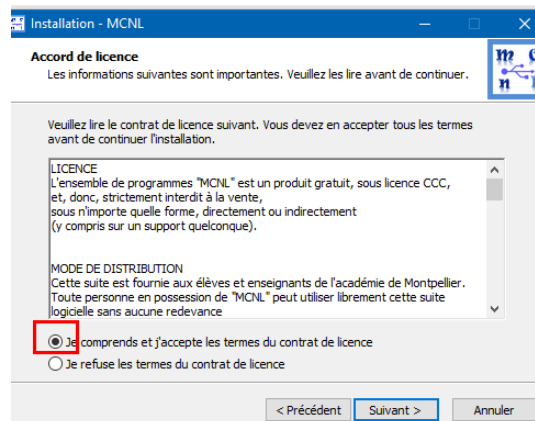 Installation - MCNL
Accord de licence
Les informations suivantes sont importantes. Veuillez les lire avant de continuer.
m
n
Veuillez lire le contrat de licence suivant. Vous devez en accepter tous les termes
avant de continuer l'installation.
LICENCE
L'ensemble de programmes "MCNL" est un produit gratuit, sous licence CCC,
et, donc, strictement interdit à la vente,
sous n'importe quelle forme, directement ou indirectement
(y compris sur un support quelconque).
MODE DE DISTRIBUTION
Cette suite est fournie aux élèves et enseignants de l'académie de Montpellier.
Toute personne en possession de "MCNL" peut utiliser librement cette suite
logicielle sans aucune redevance
Je comprends et j'accepte les termes du contrat de licence
Je refuse les termes du contrat de licence
< Précédent
Suivant >
Annuler